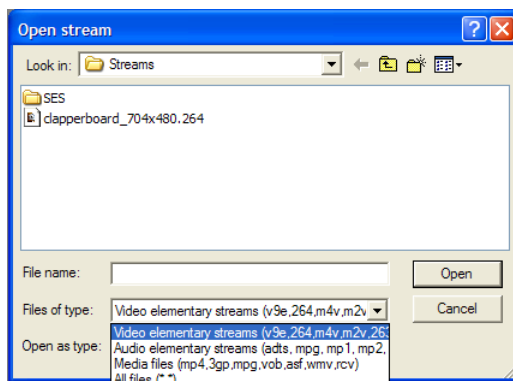 Open stream
Look in: Streams
SES
clapperboard_704x480.264
File name: Open
Files of type: Video elementary streams (v9e,264,m4v,m2v Cancel
Video elementary streams (v9e,264,m4v,m2v,263
Open as type: Audio elementary streams (adts, mpg, mp1, mp2,
Media files (mp4,3gp,mpg,vob,asf,wmv,rcv)
All files (*.*)